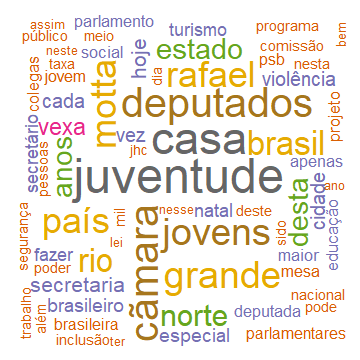 assim
parlamento
programa
bem
público
meio
turismo
comissão
neste
social
hoje
estado
psb
nesta
taxa
jovem
dia
rafael
violência
colegas
cada
motta
deputados
projeto
secretário
vexa
vez
casa
brasil
pessoas
anos
jhc
apenas
juventude
desta
cidade
ano
educação
país
mil
câmara
nesse
natal
deste
segurança
lei
jovens
sido
rio
maior
fazer
poder
grande
mesa
secretaria
nacional
trabalho
além
brasileiro
norte
deputada
pode
brasileira
especial
parlamentares
inclusão
ter